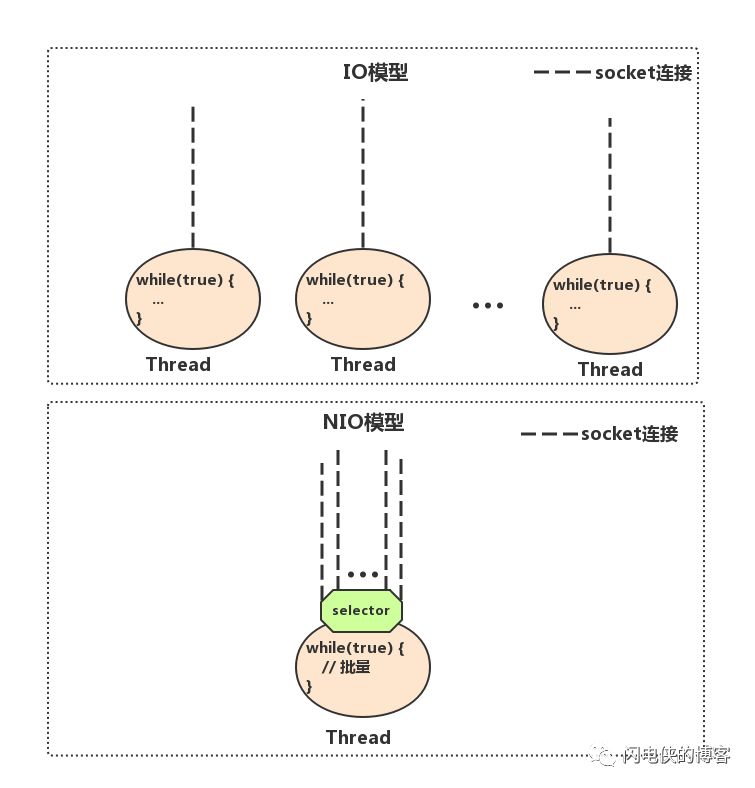 IO模型
socket连接
while(true) {
...
}
Thread
while(true) {
...
}
Thread
...
while(true) {
...
}
Thread
NIO模型
socket连接
...
selector
while(true) {
// 批量
}
Thread
闪电侠的博客